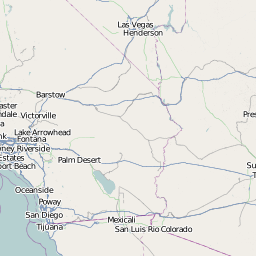 Las Vegas
Henderson
Barstow
Victorville
Lake Arrowhead
Fontana
Riverside
Estates
Palm Desert
Oceanside
Poway
San Diego
Tijuana
Mexicali
San Luis Rio Colorado